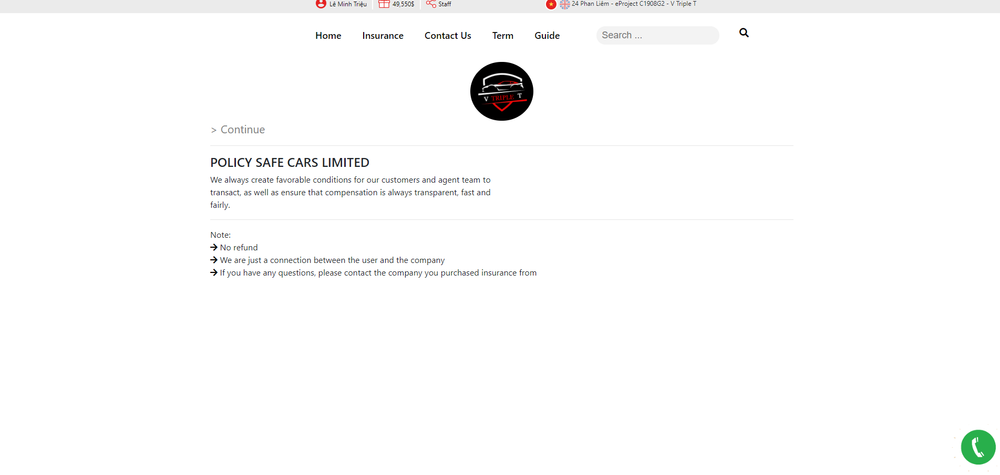 Lê Minh Triệu 49,550$ Staff 24 Phan Liêm - eProject C1908G2 - V Triple T
Home Insurance Contact Us Term Guide Search ...
V TRIPLE T
> Continue
POLICY SAFE CARS LIMITED
We always create favorable conditions for our customers and agent team to
transact, as well as ensure that compensation is always transparent, fast and
fairly.
Note:
→ No refund
→ We are just a connection between the user and the company
→ If you have any questions, please contact the company you purchased insurance from